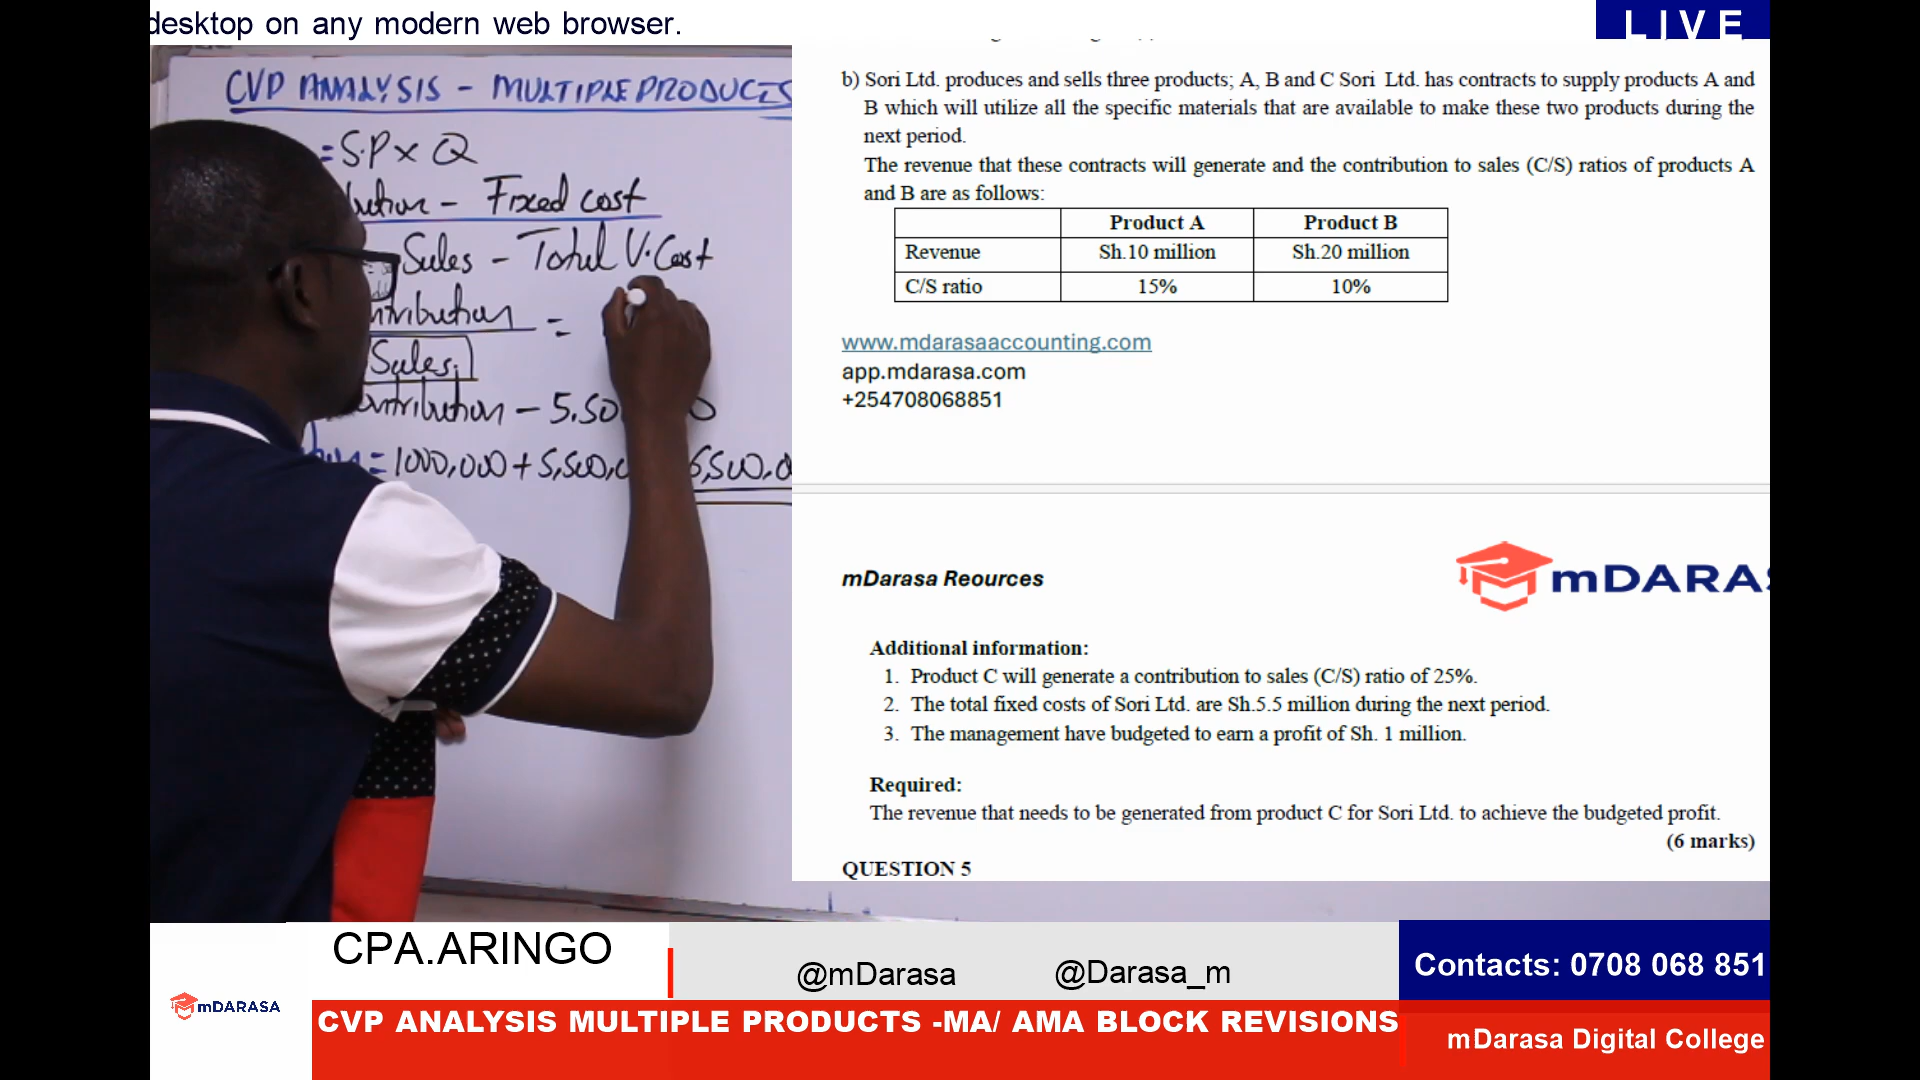 desktop on any modern web browser.
LIVE
CVP ANALYSIS - MULTIPLE PRODUCTS
= S.P x Q
bution - Fixed cost
Sales - Total V. Cost
ntribution =
Sales.
ontribution - 5.50
= 1000,000 + 5,500,0 6,500,0
b) Sori Ltd. produces and sells three products; A, B and C Sori Ltd. has contracts to supply products A and
B which will utilize all the specific materials that are available to make these two products during the
next period.
The revenue that these contracts will generate and the contribution to sales (C/S) ratios of products A
and B are as follows:
Product A Product B
Revenue Sh.10 million Sh.20 million
C/S ratio 15% 10%
www.mdarasaaccounting.com
app.mdarasa.com
+254708068851
mDarasa Reources
mDARAS
Additional information:
1. Product C will generate a contribution to sales (C/S) ratio of 25%.
2. The total fixed costs of Sori Ltd. are Sh.5.5 million during the next period.
3. The management have budgeted to earn a profit of Sh. 1 million.
Required:
The revenue that needs to be generated from product C for Sori Ltd. to achieve the budgeted profit.
(6 marks)
QUESTION 5
CPA.ARINGO
@mDarasa @Darasa_m
Contacts: 0708 068 851
mDARASA
CVP ANALYSIS MULTIPLE PRODUCTS -MA/ AMA BLOCK REVISIONS
mDarasa Digital College